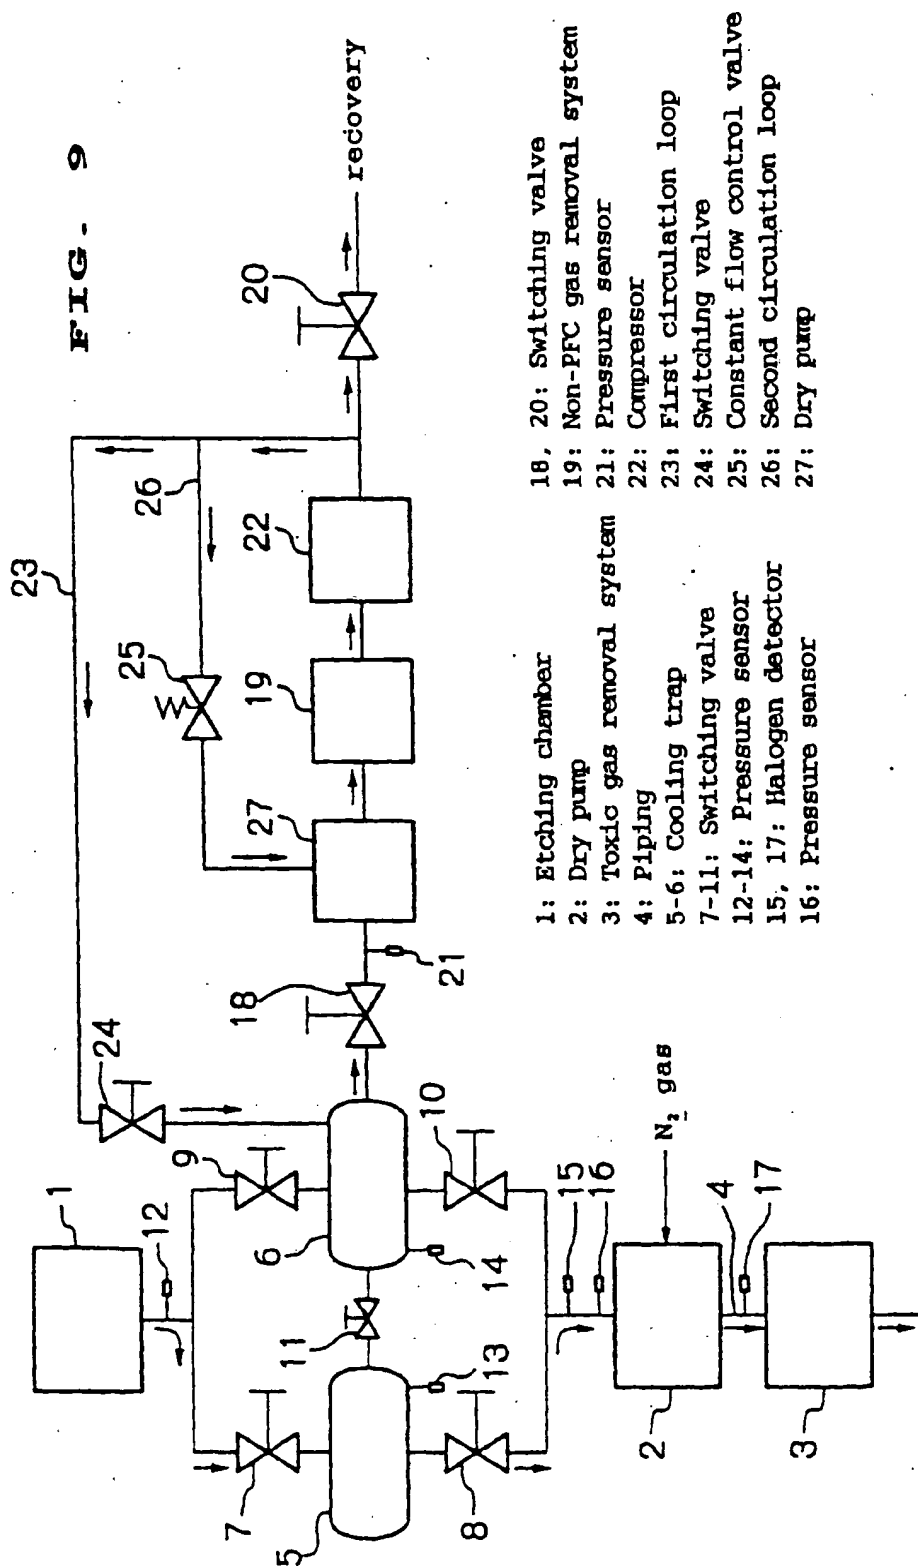 FIG. 9
23
24
26
25
20
recovery
22
19
27
21
18
1
12
9
10
6
14
11
13
7
5
8
15
16
N₂ gas
4
17
2
3
1: Etching chamber
2: Dry pump
3: Toxic gas removal system
4: Piping
5-6: Cooling trap
7-11: Switching valve
12-14: Pressure sensor
15, 17: Halogen detector
16: Pressure sensor
18, 20: Switching valve
19: Non-PFC gas removal system
21: Pressure sensor
22: Compressor
23: First circulation loop
24: Switching valve
25: Constant flow control valve
26: Second circulation loop
27: Dry pump